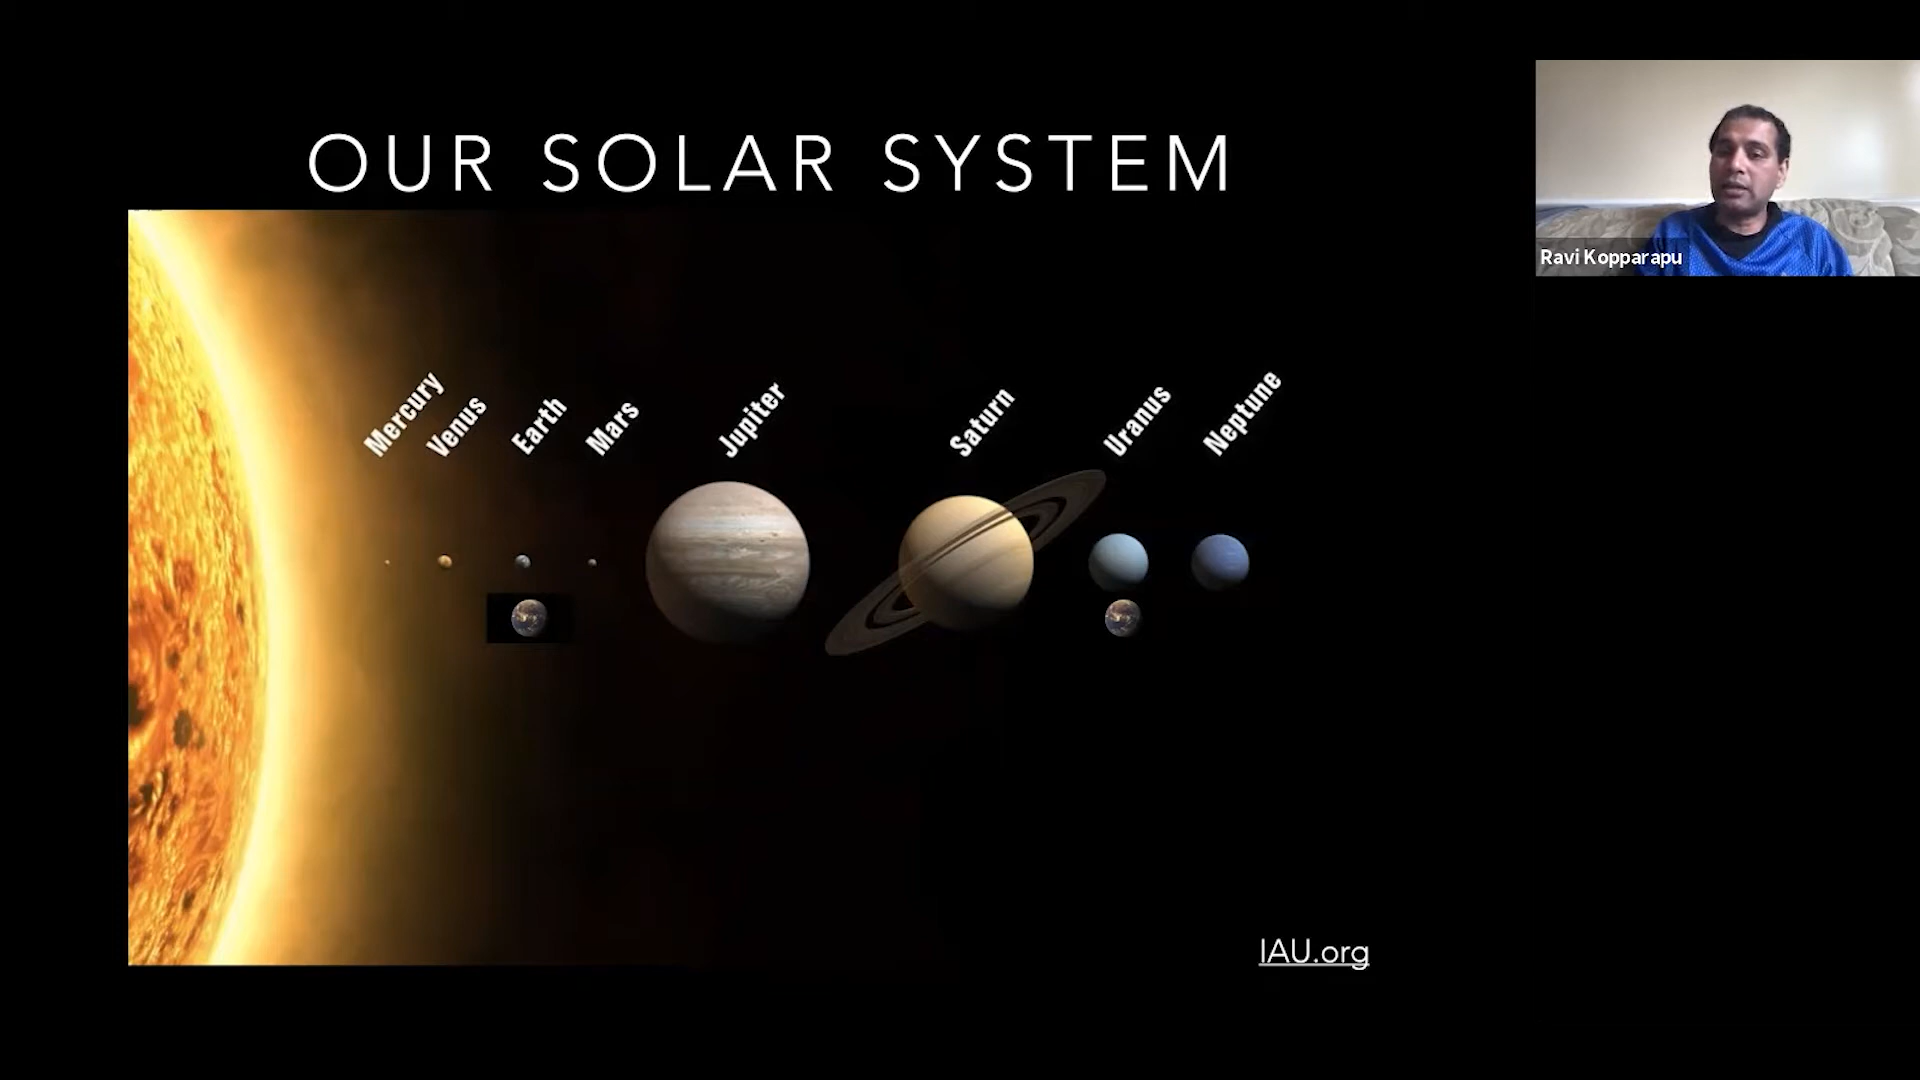 OUR SOLAR SYSTEM
Ravi Kopparapu
Mercury
Venus
Earth
Mars
Jupiter
Saturn
Uranus
Neptune
IAU.org